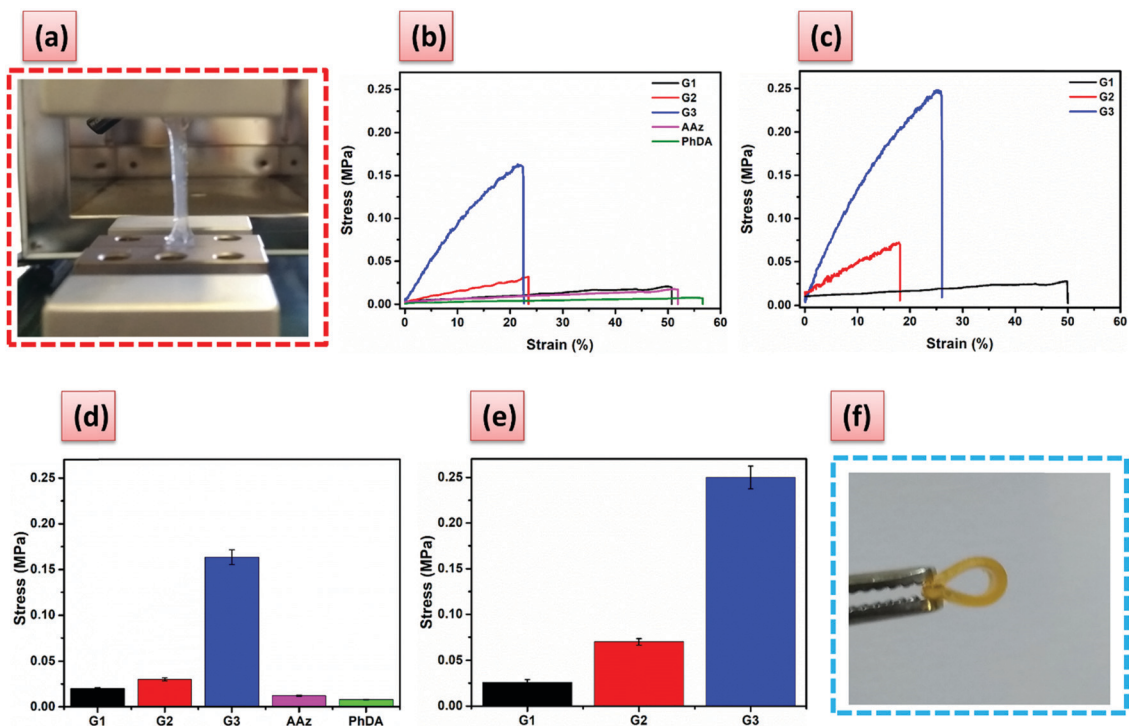 (a)
(b)
(c)
0.25
0.20
0.15
0.10
0.05
0.00
Stress (MPa)
0
10
20
30
40
50
60
Strain (%)
G1
G2
G3
AAz
PhDA
0.25
0.20
0.15
0.10
0.05
0.00
Stress (MPa)
0
10
20
30
40
50
60
Strain (%)
G1
G2
G3
(d)
(e)
(f)
0.25
0.20
0.15
0.10
0.05
0.00
Stress (MPa)
G1
G2
G3
AAz
PhDA
0.25
0.20
0.15
0.10
0.05
0.00
Stress (MPa)
G1
G2
G3